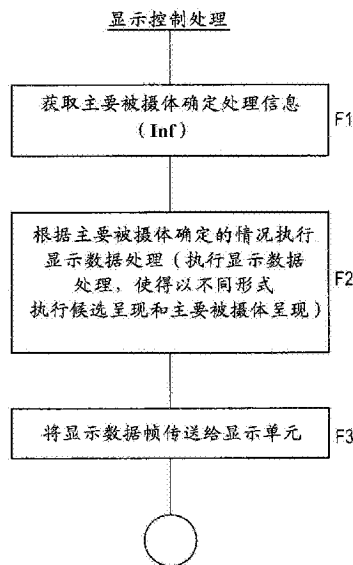 显示控制处理
获取主要被摄体确定处理信息
（Inf）
F1
根据主要被摄体确定的情况执行
显示数据处理（执行显示数据
处理，使得以不同形式
执行候选呈现和主要被摄体呈现）
F2
将显示数据帧传送给显示单元
F3